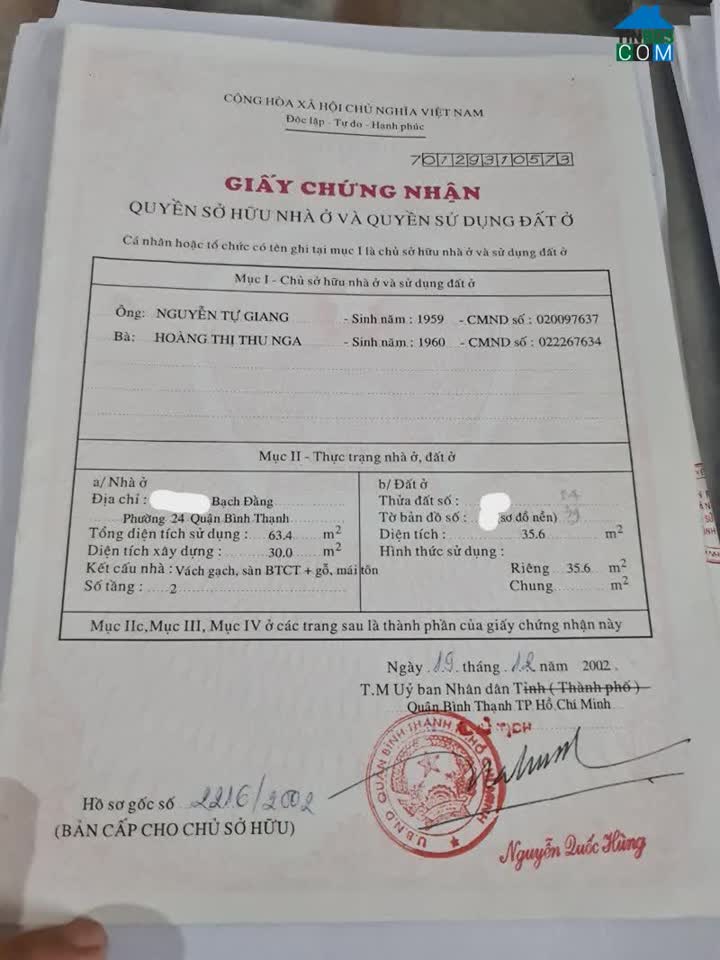 COM
CỘNG HÒA XÃ HỘI CHỦ NGHĨA VIỆT NAM
Độc lập - Tự do - Hạnh phúc
70129310573
GIẤY CHỨNG NHẬN
QUYỀN SỞ HỮU NHÀ Ở VÀ QUYỀN SỬ DỤNG ĐẤT Ở
Cá nhân hoặc tổ chức có tên ghi tại mục I là chủ sở hữu nhà ở và sử dụng đất ở
Mục I - Chủ sở hữu nhà ở và sử dụng đất ở
Ông: NGUYỄN TỰ GIANG - Sinh năm : 1959 - CMND số : 020097637
Bà: HOÀNG THỊ THU NGA - Sinh năm : 1960 - CMND số : 022267634
Mục II - Thực trạng nhà ở, đất ở
a/ Nhà ở
Địa chỉ : Bạch Đằng
Phường 24 Quận Bình Thạnh
Tổng diện tích sử dụng : 63.4 m2
Diện tích xây dựng : 30.0 m2
Kết cấu nhà : Vách gạch, sàn BTCT + gỗ, mái tôn
Số tầng : 2
b/ Đất ở
Thửa đất số :
Tờ bản đồ số : sơ đồ nền)
Diện tích : 35.6 m2
Hình thức sử dụng :
Riêng 35.6 m2
Chung m2
Mục IIc, Mục III, Mục IV ở các trang sau là thành phần của giấy chứng nhận này
Ngày 19 tháng 12 năm 2002
T.M Uỷ ban Nhân dân Tỉnh ( Thành phố )
Quận Bình Thạnh TP Hồ Chí Minh
UBND QUẬN BÌNH THẠNH
Hồ sơ gốc số 2216/2002
(BẢN CẤP CHO CHỦ SỞ HỮU)
Nguyễn Quốc Hùng